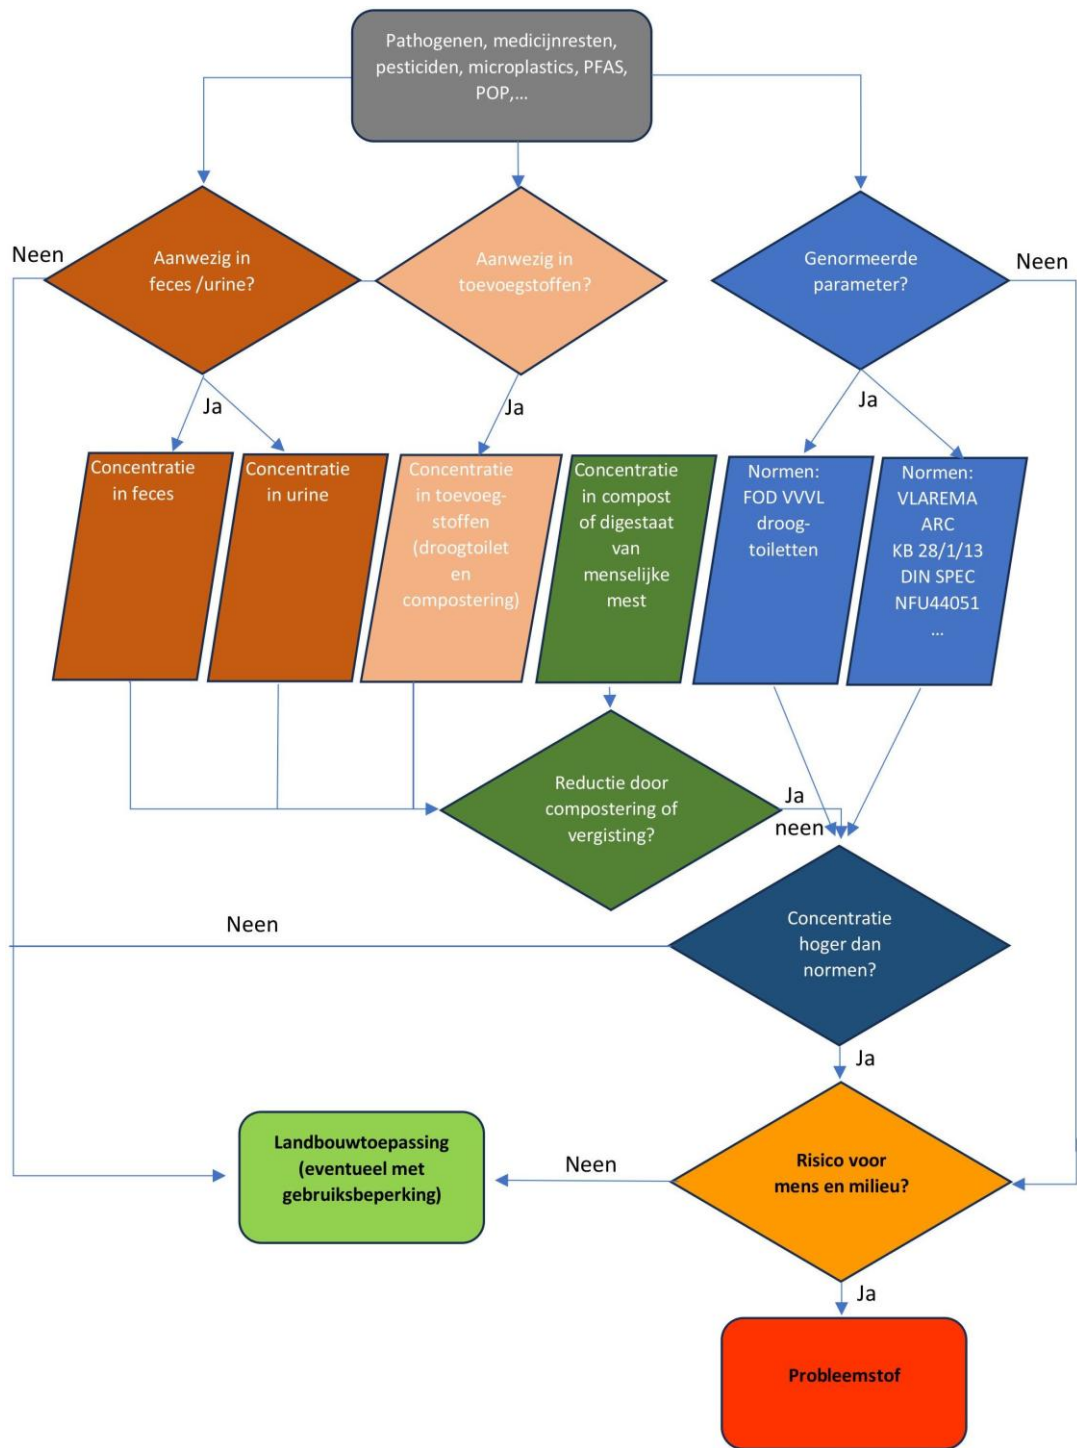 Pathogenen, medicijnresten,
pesticiden, microplastics, PFAS,
POP,...
Neen
Aanwezig in
feces /urine?
Aanwezig in
toevoegstoffen?
Genormeerde
parameter?
Neen
Ja
Ja
Ja
Concentratie
in feces
Concentratie
in urine
Concentratie
in toevoeg-
stoffen
(droogtoilet
en
compostering)
Concentratie
in compost
of digestaat
van
menselijke
mest
Normen:
FOD VVVL
droog-
toiletten
Normen:
VLAREMA
ARC
KB 28/1/13
DIN SPEC
NFU44051
...
Reductie door
compostering of
vergisting?
Ja
neen
Neen
Concentratie
hoger dan
normen?
Ja
Landbouwtoepassing
(eventueel met
gebruiksbeperking)
Neen
Risico voor
mens en milieu?
Ja
Probleemstof